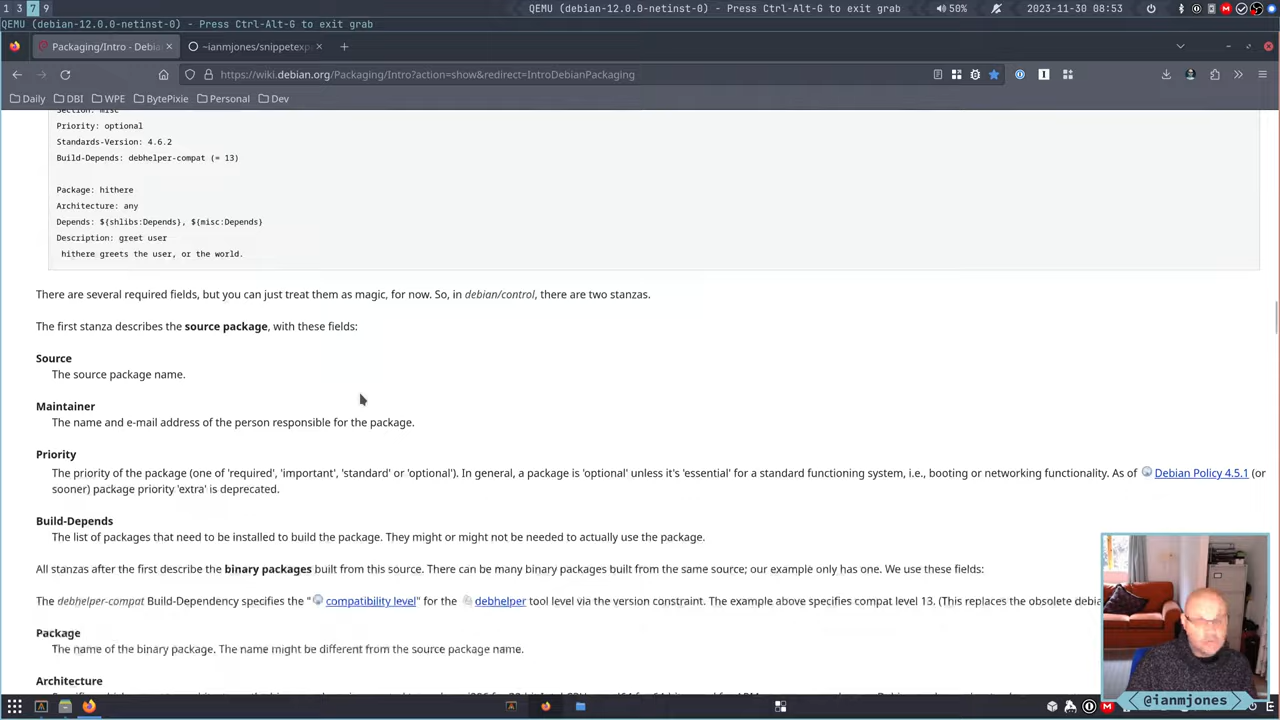 1 3 7 9
QEMU (debian-12.0.0-netinst-0) - Press Ctrl-Alt-G to exit grab
50%
2023-11-30 08:53
QEMU (debian-12.0.0-netinst-0) - Press Ctrl-Alt-G to exit grab
Packaging/Intro - Debia
~ianmjones/snippetexp
https://wiki.debian.org/Packaging/Intro?action=show&redirect=IntroDebianPackaging
Daily DBI WPE BytePixie Personal Dev
Section: misc
Priority: optional
Standards-Version: 4.6.2
Build-Depends: debhelper-compat (= 13)
Package: hithere
Architecture: any
Depends: ${shlibs:Depends}, ${misc:Depends}
Description: greet user
hithere greets the user, or the world.
There are several required fields, but you can just treat them as magic, for now. So, in debian/control, there are two stanzas.
The first stanza describes the source package, with these fields:
Source
The source package name.
Maintainer
The name and e-mail address of the person responsible for the package.
Priority
The priority of the package (one of 'required', 'important', 'standard' or 'optional'). In general, a package is 'optional' unless it's 'essential' for a standard functioning system, i.e., booting or networking functionality. As of Debian Policy 4.5.1 (or
sooner) package priority 'extra' is deprecated.
Build-Depends
The list of packages that need to be installed to build the package. They might or might not be needed to actually use the package.
All stanzas after the first describe the binary packages built from this source. There can be many binary packages built from the same source; our example only has one. We use these fields:
The debhelper-compat Build-Dependency specifies the "compatibility level" for the debhelper tool level via the version constraint. The example above specifies compat level 13. (This replaces the obsolete debia
Package
The name of the binary package. The name might be different from the source package name.
Architecture
@ianmjones